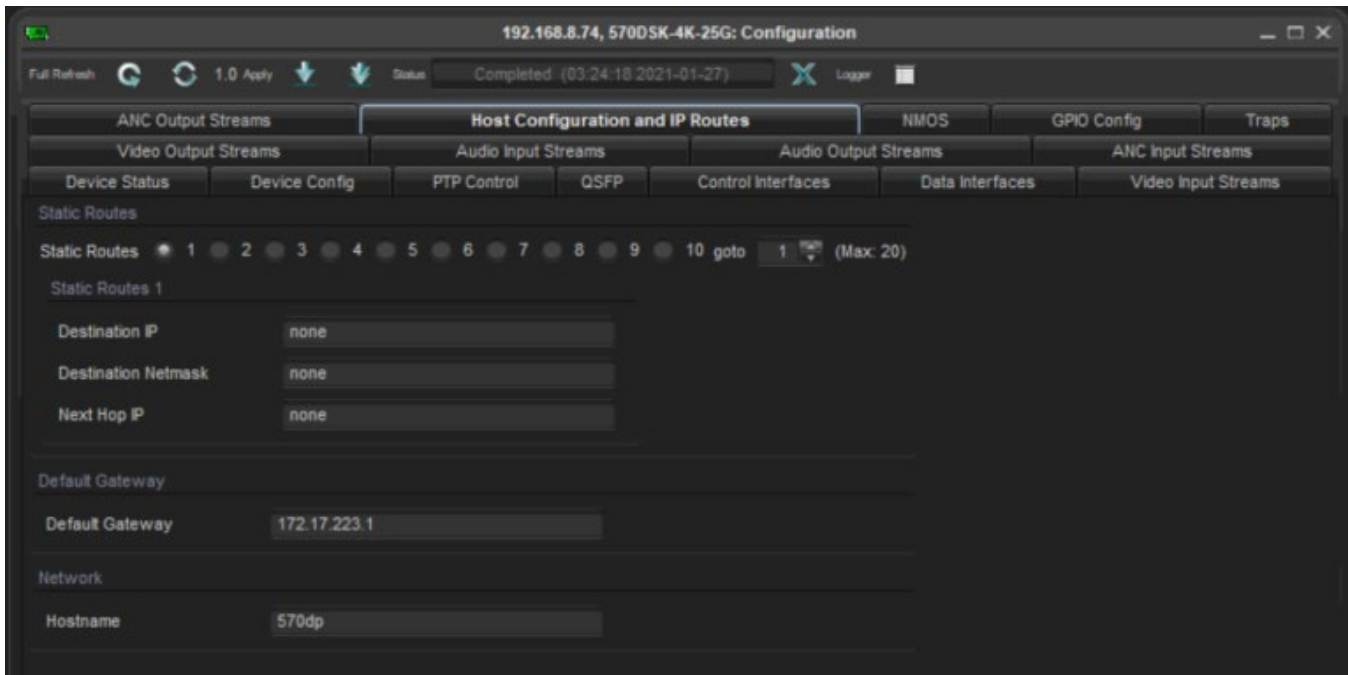 192.168.8.74, 570DSK-4K-25G: Configuration
Full Refresh 1.0 Apply Status Completed (03:24:18 2021-01-27) Logger
ANC Output Streams Host Configuration and IP Routes NMOS GPIO Config Traps
Video Output Streams Audio Input Streams Audio Output Streams ANC Input Streams
Device Status Device Config PTP Control QSFP Control Interfaces Data Interfaces Video Input Streams
Static Routes
Static Routes 1 2 3 4 5 6 7 8 9 10 goto 1 (Max: 20)
Static Routes 1
Destination IP none
Destination Netmask none
Next Hop IP none
Default Gateway
Default Gateway 172.17.223.1
Network
Hostname 570dp